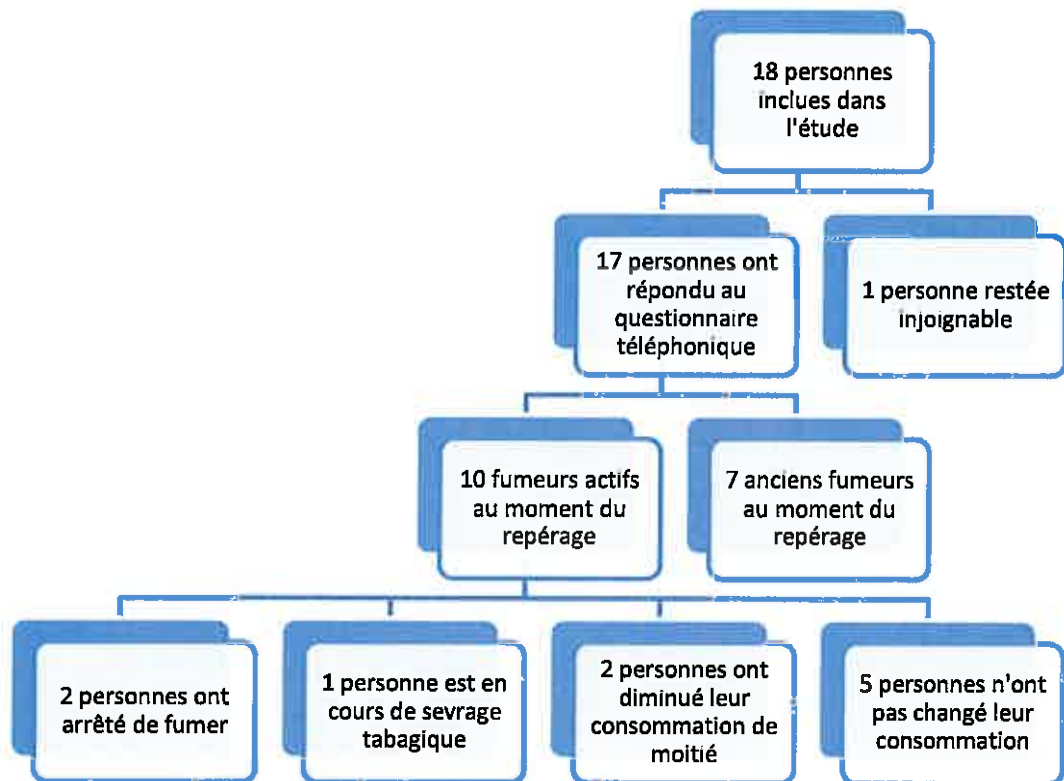 18 personnes
inclues dans
l'étude
17 personnes ont
répondu au
questionnaire
téléphonique
1 personne restée
injoignable
10 fumeurs actifs
au moment du
repérage
7 anciens fumeurs
au moment du
repérage
2 personnes ont
arrêté de fumer
1 personne est en
cours de sevrage
tabagique
2 personnes ont
diminué leur
consommation de
moitié
5 personnes n'ont
pas changé leur
consommation